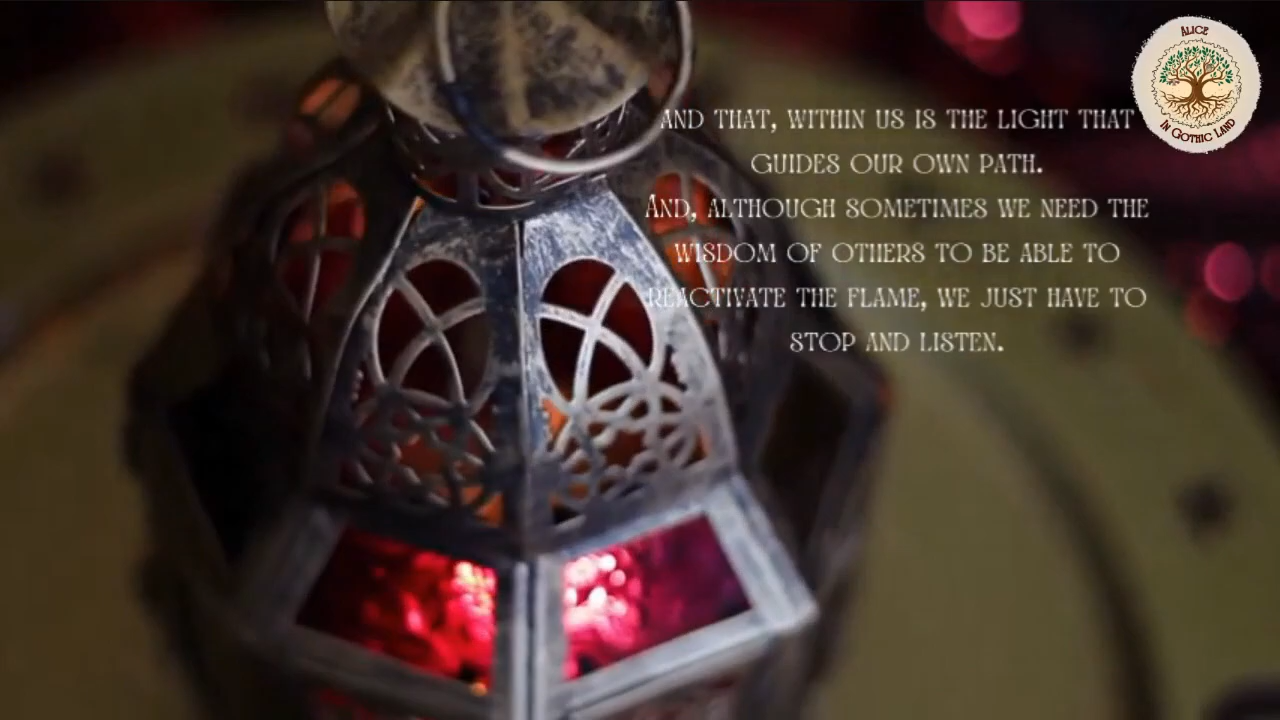 ALICE
IN GOTHIC LAND
AND THAT, WITHIN US IS THE LIGHT THAT
GUIDES OUR OWN PATH.
AND, ALTHOUGH SOMETIMES WE NEED THE
WISDOM OF OTHERS TO BE ABLE TO
REACTIVATE THE FLAME, WE JUST HAVE TO
STOP AND LISTEN.